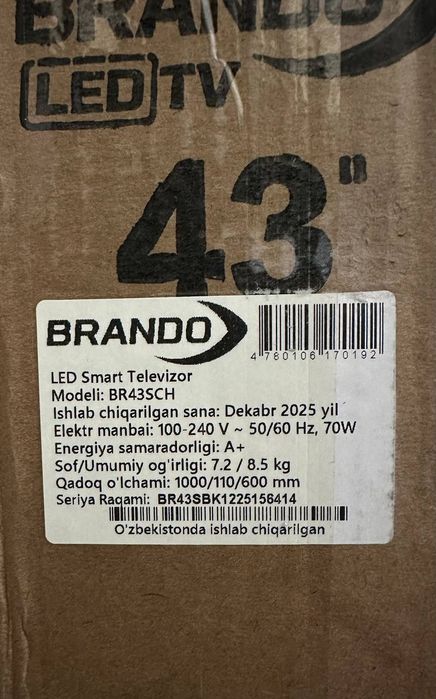 BRANDO
LED TV
43"
BRANDO
4 780106 170192
LED Smart Televizor
Modeli: BR43SCH
Ishlab chiqarilgan sana: Dekabr 2025 yil
Elektr manbai: 100-240 V ~ 50/60 Hz, 70W
Energiya samaradorligi: A+
Sof/Umumiy og'irligi: 7.2 / 8.5 kg
Qadoq o'lchami: 1000/110/600 mm
Seriya Raqami: BR43SBK1225156414
O'zbekistonda ishlab chiqarilgan